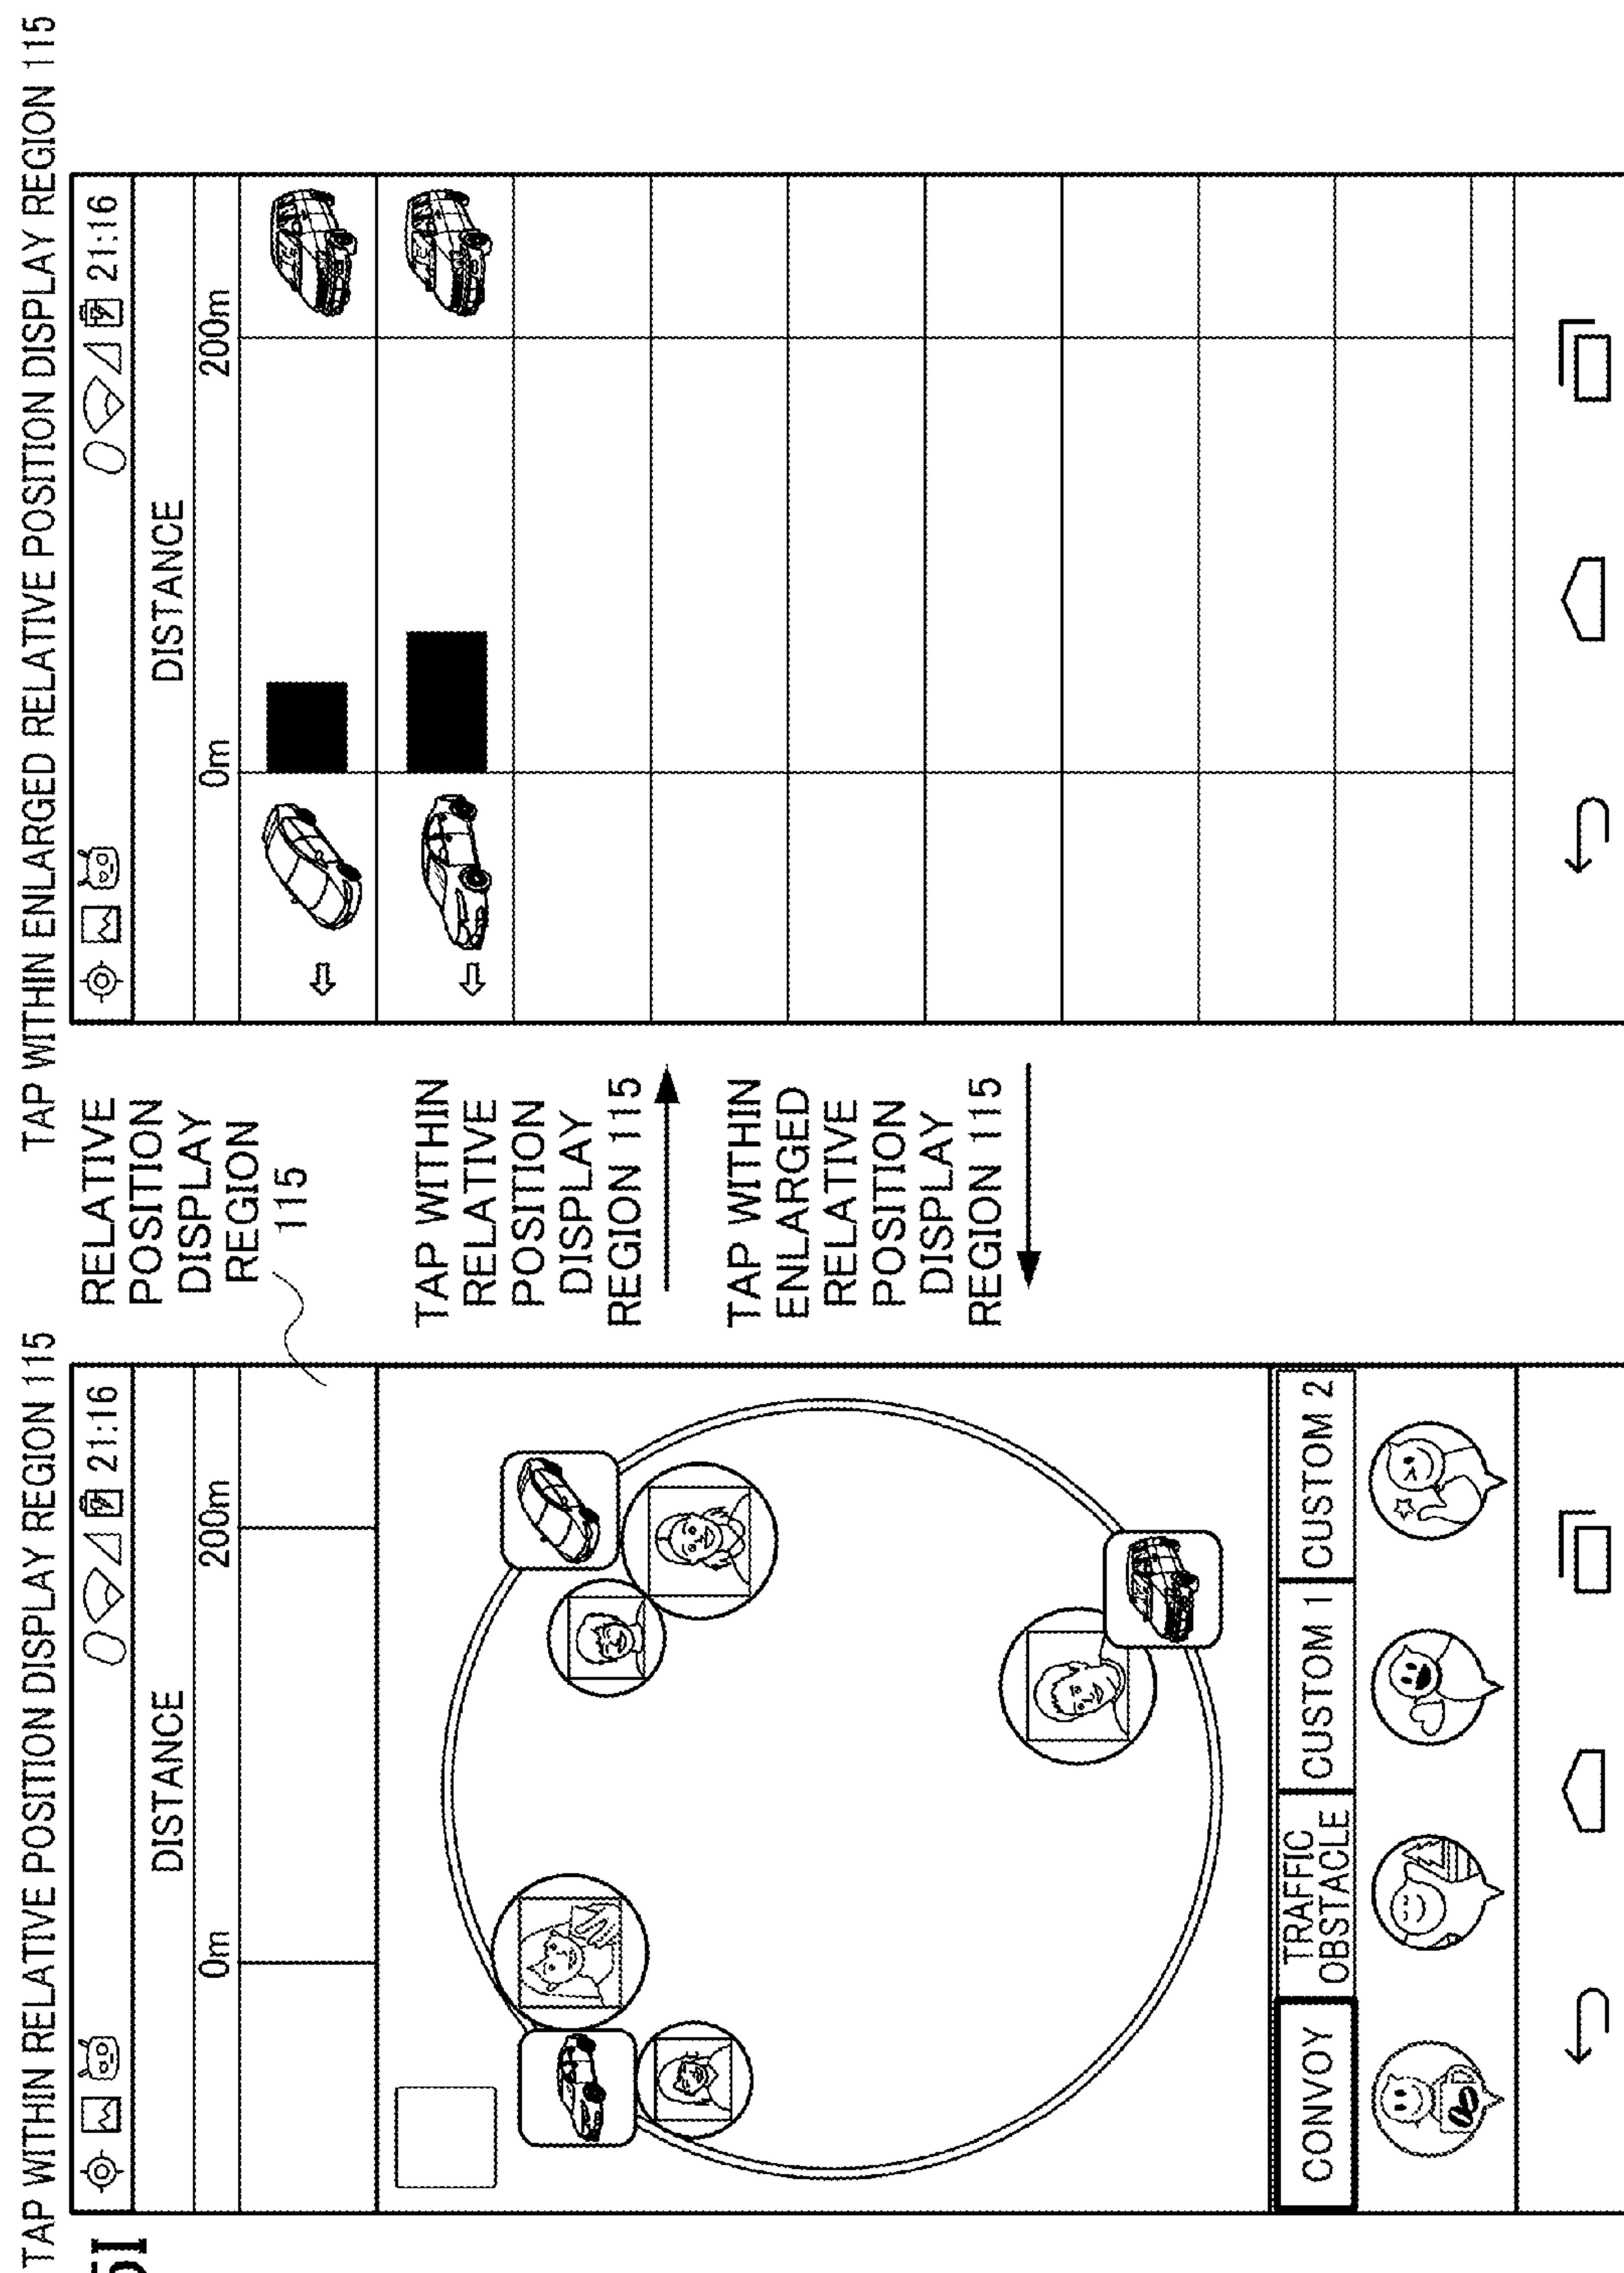 5I
TAP WITHIN RELATIVE POSITION DISPLAY REGION 115
21:16
DISTANCE
0m
200m
CONVOY
TRAFFIC
OBSTACLE
CUSTOM 1
CUSTOM 2
RELATIVE
POSITION
DISPLAY
REGION
115
TAP WITHIN
RELATIVE
POSITION
DISPLAY
REGION 115
TAP WITHIN
ENLARGED
RELATIVE
POSITION
DISPLAY
REGION 115
TAP WITHIN ENLARGED RELATIVE POSITION DISPLAY REGION 115
21:16
DISTANCE
0m
200m